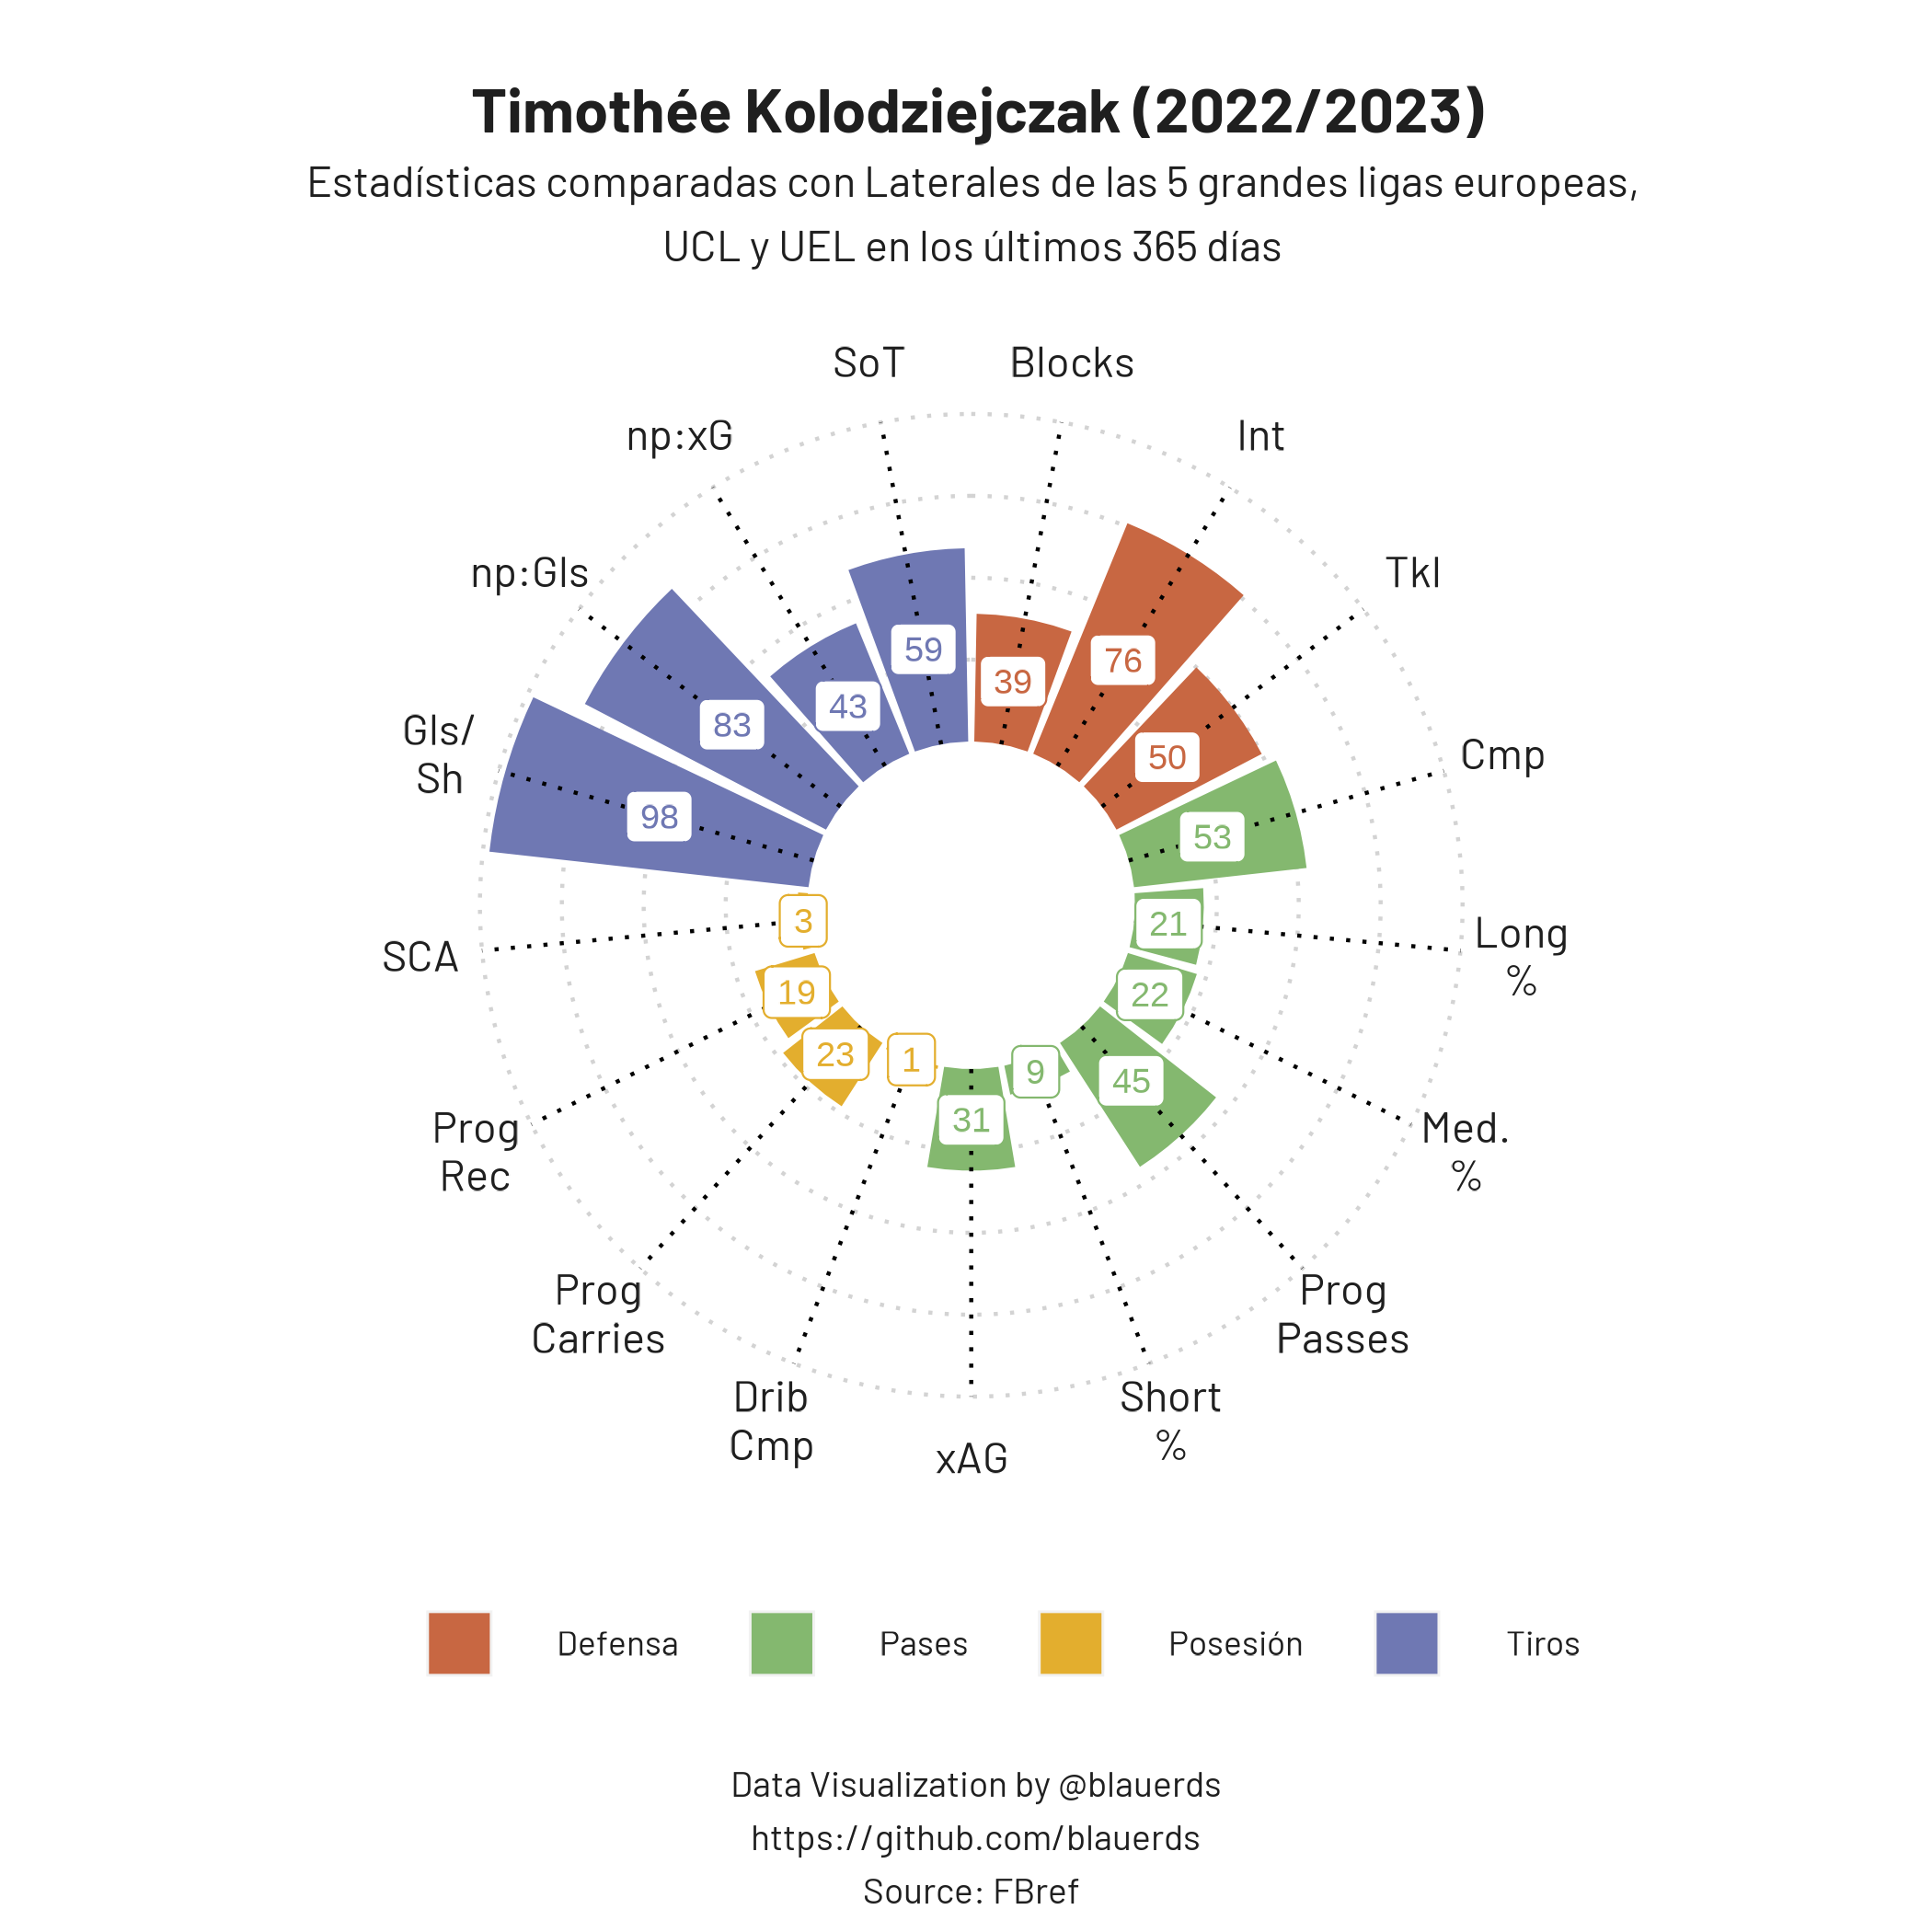 Timothée Kolodziejczak (2022/2023)
Estadísticas comparadas con Laterales de las 5 grandes ligas europeas,
UCL y UEL en los últimos 365 días
SoT
Blocks
np:xG
Int
np:Gls
Tkl
Gls/
Sh
Cmp
SCA
Long
%
Prog
Rec
Med.
%
Prog
Carries
Prog
Passes
Drib
Cmp
xAG
Short
%
59
39
76
43
83
50
98
53
3
21
19
22
23
1
31
9
45
Defensa
Pases
Posesión
Tiros
Data Visualization by @blauerds
https://github.com/blauerds
Source: FBref